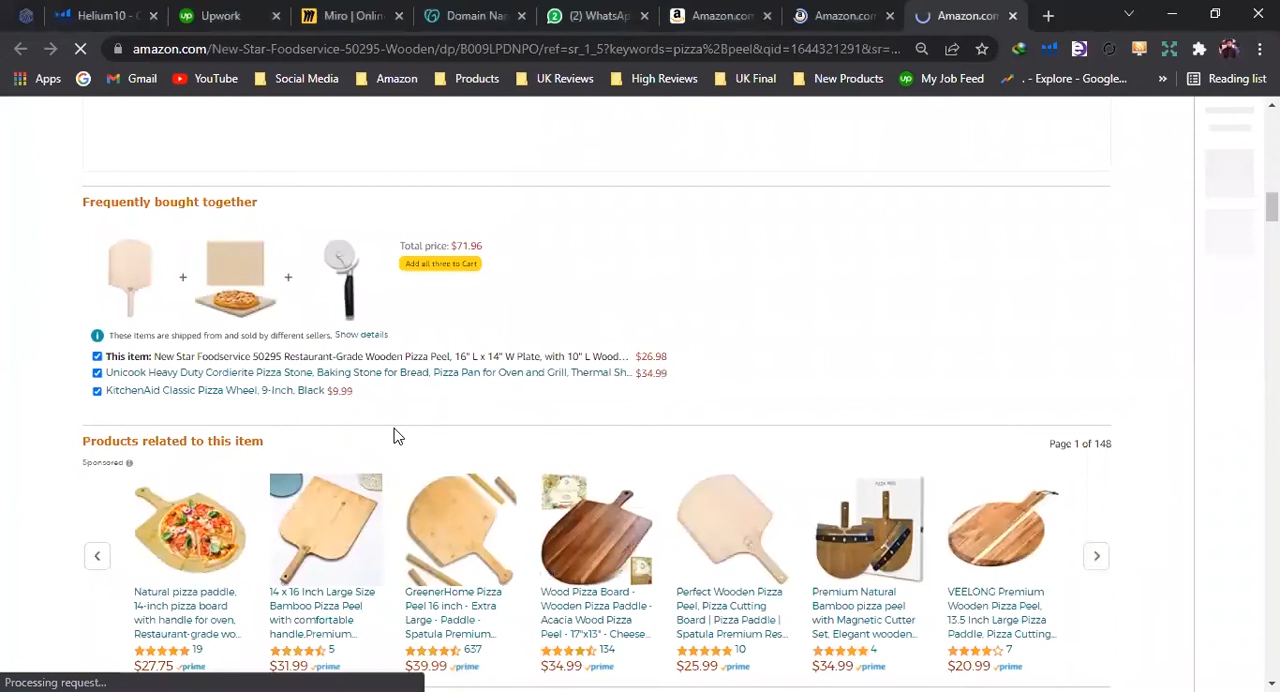 Helium10 - C
Upwork
Miro | Onlin
Domain Nan
(2) WhatsAp
Amazon.com
Amazon.com
Amazon.com
amazon.com/New-Star-Foodservice-50295-Wooden/dp/B009LPDNPO/ref=sr_1_5?keywords=pizza%2Bpeel&qid=1644321291&sr=...
Apps
Gmail
YouTube
Social Media
Amazon
Products
UK Reviews
High Reviews
UK Final
New Products
My Job Feed
. - Explore - Google...
»
Reading list
Frequently bought together
+
+
Total price: $71.96
Add all three to Cart
These items are shipped from and sold by different sellers. Show details
This item: New Star Foodservice 50295 Restaurant-Grade Wooden Pizza Peel, 16" L x 14" W Plate, with 10" L Wood... $26.98
Unicook Heavy Duty Cordierite Pizza Stone, Baking Stone for Bread, Pizza Pan for Oven and Grill, Thermal Sh... $34.99
KitchenAid Classic Pizza Wheel, 9-Inch, Black $9.99
Products related to this item
Page 1 of 148
Sponsored
Natural pizza paddle,
14-inch pizza board
with handle for oven,
Restaurant-grade wo...
19
$27.75 prime
14 x 16 Inch Large Size
Bamboo Pizza Peel
with comfortable
handle,Premium...
5
$31.99 prime
GreenerHome Pizza
Peel 16 inch - Extra
Large - Paddle -
Spatula Premium...
637
$39.99 prime
Wood Pizza Board -
Wooden Pizza Paddle -
Acacia Wood Pizza
Peel - 17"x13" - Cheese...
134
$34.99 prime
Perfect Wooden Pizza
Peel, Pizza Cutting
Board | Pizza Paddle |
Spatula Premium Res...
10
$25.99 prime
Premium Natural
Bamboo pizza peel
with Magnetic Cutter
Set, Elegant wooden...
4
$34.99 prime
VEELONG Premium
Wooden Pizza Peel,
13.5 Inch Large Pizza
Paddle, Pizza Cutting...
7
$20.99 prime
Processing request...